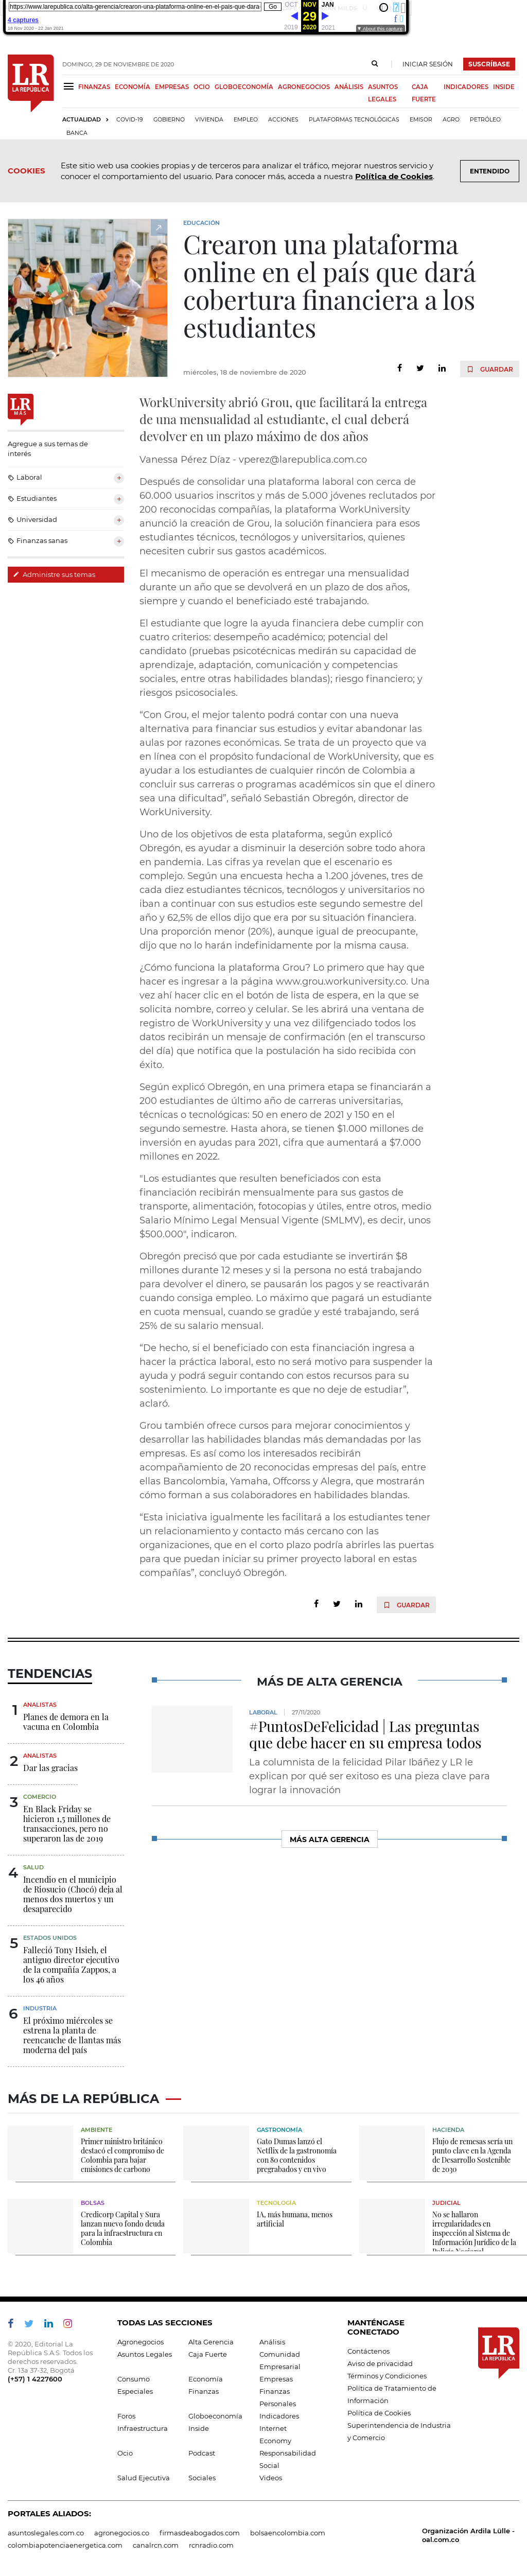 https://www.larepublica.co/alta-gerencia/crearon-una-plataforma-online-en-el-pais-que-dara
Go
OCT
NOV
JAN
29
2019
2020
2021
4 captures
About this capture
LR
LA REPÚBLICA
DOMINGO, 29 DE NOVIEMBRE DE 2020
INICIAR SESIÓN
SUSCRÍBASE
FINANZAS ECONOMÍA EMPRESAS OCIO GLOBOECONOMÍA AGRONEGOCIOS ANÁLISIS ASUNTOS LEGALES CAJA FUERTE INDICADORES INSIDE
ACTUALIDAD COVID-19 GOBIERNO VIVIENDA EMPLEO ACCIONES PLATAFORMAS TECNOLÓGICAS EMISOR AGRO PETRÓLEO
BANCA
COOKIES
Este sitio web usa cookies propias y de terceros para analizar el tráfico, mejorar nuestros servicio y
conocer el comportamiento del usuario. Para conocer más, acceda a nuestra Política de Cookies.
ENTENDIDO
EDUCACIÓN
Crearon una plataforma
online en el país que dará
cobertura financiera a los
estudiantes
miércoles, 18 de noviembre de 2020
GUARDAR
LR
MÁS
Agregue a sus temas de
interés
Laboral
Estudiantes
Universidad
Finanzas sanas
Administre sus temas
WorkUniversity abrió Grou, que facilitará la entrega
de una mensualidad al estudiante, el cual deberá
devolver en un plazo máximo de dos años
Vanessa Pérez Díaz - vperez@larepublica.com.co
Después de consolidar una plataforma laboral con cerca de
60.000 usuarios inscritos y más de 5.000 jóvenes reclutados por
200 reconocidas compañías, la plataforma WorkUniversity
anunció la creación de Grou, la solución financiera para esos
estudiantes técnicos, tecnólogos y universitarios, quienes
necesiten cubrir sus gastos académicos.
El mecanismo de operación es entregar una mensualidad
durante un año que se devolverá en un plazo de dos años,
siempre y cuando el beneficiado esté trabajando.
El estudiante que logre la ayuda financiera debe cumplir con
cuatro criterios: desempeño académico; potencial del
candidato (pruebas psicotécnicas medirán su capacidad de
aprendizaje, adaptación, comunicación y competencias
sociales, entre otras habilidades blandas); riesgo financiero; y
riesgos psicosociales.
“Con Grou, el mejor talento podrá contar con una nueva
alternativa para financiar sus estudios y evitar abandonar las
aulas por razones económicas. Se trata de un proyecto que va
en línea con el propósito fundacional de WorkUniversity, que es
ayudar a los estudiantes de cualquier rincón de Colombia a
concluir sus carreras o programas académicos sin que el dinero
sea una dificultad”, señaló Sebastián Obregón, director de
WorkUniversity.
Uno de los objetivos de esta plataforma, según explicó
Obregón, es ayudar a disminuir la deserción sobre todo ahora
en pandemia. Las cifras ya revelan que el escenario es
complejo. Según una encuesta hecha a 1.200 jóvenes, tres de
cada diez estudiantes técnicos, tecnólogos y universitarios no
iban a seguir con sus estudios en el segundo semestre del
año y 62,5% de ellos dijo que era por su situación financiera.
Una proporción menor (20%), aunque igual de preocupante,
dijo que no lo harán indefinidamente por la misma causa.
¿Cómo funciona la plataforma Grou? Lo primero que hay que
hacer es ingresar a la página www.grou.workuniversity.co. Una
vez ahí hacer clic en el botón de deseo estar en la que se
solicita nombre, correo y celular. Se les abrirá una ventana de
registro de WorkUniversity y una vez diligenciado todos los
datos recibirán un correo de confirmación (en el transcurso
del día) que notifica que la postulación ha sido recibida con
éxito.
Según explicó Obregón, en una primera etapa se financiarán a
200 estudiantes de último año de carreras universitarias,
técnicas o tecnológicas: 50 en enero de 2021 y 150 en el
segundo semestre. Hasta ahora, se tienen $1.000 millones de
inversión en ayudas para 2021, cifra que aumentará a $7.000
millones en 2022.
"Los estudiantes que resulten beneficiados con esta
financiación recibirán mensualmente para sus gastos de
transporte, alimentación, fotocopias y útiles, entre otros, medio
Salario Mínimo Legal Mensual Vigente (SMLMV), es decir, unos
$500.000", indicaron.
Obregón precisó que por cada estudiante se invertirán $8
millones durante 12 meses y si la persona no está trabajando
para devolver el dinero, se pausarán los pagos y se reactivarán
cuando consiga empleo. Lo máximo que pagará un estudiante
en cuota mensual, cuando se gradúe y esté trabajando, será
25% de su salario mensual.
“De hecho, si el beneficiado con esta financiación ingresa a
hacer la práctica laboral, esto no será motivo para suspender la
ayuda y podrá seguir contando con estos recursos para su
sostenimiento. Lo importante es que no deje de estudiar”,
aclaró.
Grou también ofrece cursos para mejorar conocimientos y
desarrollar las habilidades blandas más demandadas por las
empresas. Es así como los interesados recibirán
acompañamiento de 20 reconocidas empresas del país, entre
ellas Bancolombia, Yamaha, Offcorss y Alegra, que mostrarán
cómo forman a sus colaboradores en habilidades blandas.
“Esta iniciativa igualmente les facilitará a los estudiantes tener
un relacionamiento y contacto más cercano con las
organizaciones, que en el corto plazo podría abrirles puertas
para que puedan iniciar su primer proyecto laboral en estas
compañías”, concluyó Obregón.
GUARDAR
TENDENCIAS
1
ANALISTAS
Planes de demora en la
vacuna en Colombia
2
ANALISTAS
Dar las gracias
3
COMERCIO
En Black Friday se
hicieron 1,5 millones de
transacciones, pero no
superaron las de 2019
4
SALUD
Incendio en el municipio
de Riosucio (Chocó) deja al
menos dos muertos y un
desaparecido
5
ESTADOS UNIDOS
Falleció Tony Hsieh, el
antiguo director ejecutivo
de la compañía Zappos, a
los 46 años
6
INDUSTRIA
El próximo miércoles se
estrena la planta de
reencauche de llantas más
moderna del país
MÁS DE ALTA GERENCIA
LABORAL 27/11/2020
#PuntosDeFelicidad | Las preguntas
que debe hacer en su empresa todos
La columnista de la felicidad Pilar Ibáñez y LR le
explican por qué ser exitoso es una pieza clave para
lograr la innovación
MÁS ALTA GERENCIA
MÁS DE LA REPÚBLICA
AMBIENTE
Primer ministro británico
destacó el compromiso de
Colombia para bajar
emisiones de carbono
GASTRONOMÍA
Gato Dumas lanzó el
Netflix de la gastronomía
con 80 contenidos
pregrabados y en vivo
HACIENDA
Flujo de remesas sería un
punto clave en la Agenda
de Desarrollo Sostenible
de 2030
BOLSAS
Credicorp Capital y Sura
lanzan nuevo fondo deuda
para la infraestructura en
Colombia
TECNOLOGÍA
IA, más humana, menos
artificial
JUDICIAL
No se hallaron
irregularidades en
inspección al Sistema de
Información Jurídico de la
© 2020, Editorial La
República S.A.S. Todos los
derechos reservados.
Cr. 13a 37-32, Bogotá
(+57) 1 4227600
TODAS LAS SECCIONES
Agronegocios Alta Gerencia Análisis
Asuntos Legales Caja Fuerte Comunidad Empresarial
Consumo Economía Empresas
Especiales Finanzas Finanzas Personales
Foros Globoeconomía Indicadores
Infraestructura Inside Internet Economy
Ocio Podcast Responsabilidad Social
Salud Ejecutiva Sociales Videos
MANTÉNGASE
CONECTADO
Contáctenos
Aviso de privacidad
Términos y Condiciones
Política de Tratamiento de
Información
Política de Cookies
Superintendencia de Industria
y Comercio
LR
LA REPÚBLICA
PORTALES ALIADOS:
asuntoslegales.com.co agronegocios.co firmasdeabogados.com bolsaencolombia.com
colombiapotenciaenergetica.com canalrcn.com rcnradio.com
Organización Ardila Lülle -
oal.com.co